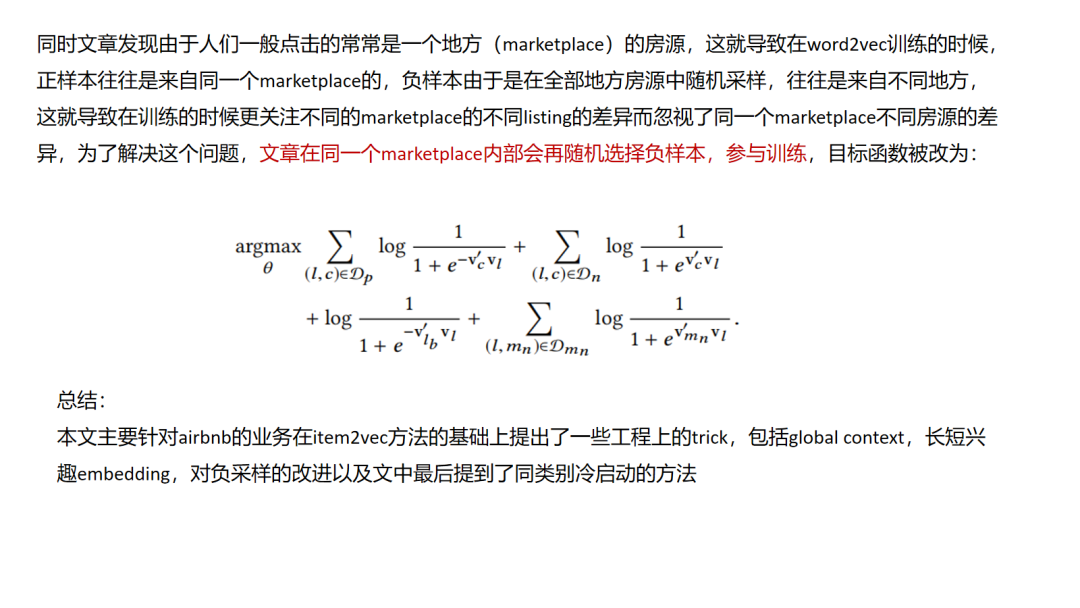 同时文章发现由于人们一般点击的常常是一个地方（marketplace）的房源，这就导致在word2vec训练的时候，
正样本往往是来自同一个marketplace的，负样本由于是在全部地方房源中随机采样，往往是来自不同地方，
这就导致在训练的时候更关注不同的marketplace的不同listing的差异而忽视了同一个marketplace不同房源的差
异，为了解决这个问题，文章在同一个marketplace内部会再随机选择负样本，参与训练，目标函数被改为：
$\underset{\theta}{\operatorname{argmax}} \sum_{(l,c)\in\mathcal{D}_p} \log \frac{1}{1+e^{-\mathbf{v}'_c\mathbf{v}_l}} + \sum_{(l,c)\in\mathcal{D}_n} \log \frac{1}{1+e^{\mathbf{v}'_c\mathbf{v}_l}}$
$+ \log \frac{1}{1+e^{-\mathbf{v}'_{l_b}\mathbf{v}_l}} + \sum_{(l,m_n)\in\mathcal{D}_{m_n}} \log \frac{1}{1+e^{\mathbf{v}'_{m_n}\mathbf{v}_l}}.$
总结：
本文主要针对airbnb的业务在item2vec方法的基础上提出了一些工程上的trick，包括global context，长短兴
趣embedding，对负采样的改进以及文中最后提到了同类别冷启动的方法